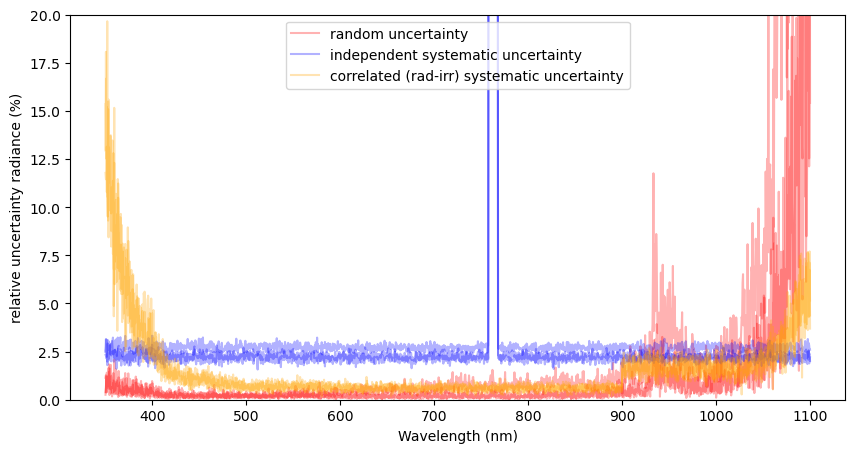 20.0
17.5
15.0
12.5
10.0
7.5
5.0
2.5
0.0
relative uncertainty radiance (%)
random uncertainty
independent systematic uncertainty
correlated (rad-irr) systematic uncertainty
400 500 600 700 800 900 1000 1100
Wavelength (nm)